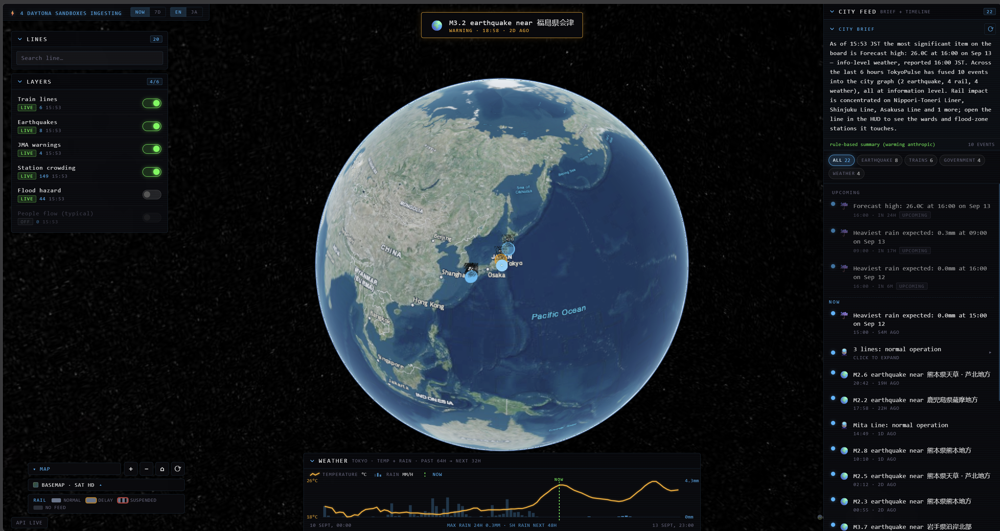 4 DAYTONA SANDBOXES INGESTING
NOW 7D
EN JA
LINES
20
Search line…
LAYERS
4/6
Train lines
LIVE 6 15:53
Earthquakes
LIVE 8 15:53
JMA warnings
LIVE 4 15:53
Station crowding
LIVE 149 15:53
Flood hazard
LIVE 44 15:53
People flow (typical)
OFF 0 15:53
M3.2 earthquake near 福島県会津
WARNING · 18:58 · 2D AGO
RUSSIA
Bering Sea
Sea of
Okhotsk
MONGOLIA
Beijing
CHINA
JAPAN
Tokyo
Osaka
Shangha
MYANMAR
(BURMA)
Hong Kong
Bangkok
Pacific Ocean
Singapore
Jakarta
INDONESIA
Coral Sea
▾ MAP
+ −
BASEMAP · SAT HD
RAIL NORMAL DELAY SUSPENDED
NO FEED
API LIVE
WEATHER TOKYO · TEMP + RAIN · PAST 64H → NEXT 32H
TEMPERATURE °C RAIN MM/H NOW
26°C
NOW
4.3mm
18°C
0mm
10 SEPT, 00:00
MAX RAIN 24H 0.3MM · 5H RAIN NEXT 48H
13 SEPT, 23:00
CITY FEED BRIEF + TIMELINE
22
CITY BRIEF
As of 15:53 JST the most significant item on the
board is Forecast high: 26.0C at 16:00 on Sep 13
— info-level weather, reported 16:00 JST. Across
the last 6 hours TokyoPulse has fused 10 events
into the city graph (2 earthquake, 4 rail, 4
weather), all at information level. Rail impact
is concentrated on Nippori-Toneri Liner,
Shinjuku Line, Asakusa Line and 1 more; open the
line in the HUD to see the wards and flood-zone
stations it touches.
rule-based summary (warming anthropic)
10 EVENTS
ALL 22 EARTHQUAKE 8 TRAINS 6 GOVERNMENT 4
WEATHER 4
UPCOMING
Forecast high: 26.0C at 16:00 on Sep 13
16:00 · IN 24H UPCOMING
Heaviest rain expected: 0.3mm at 09:00
on Sep 13
09:00 · IN 17H UPCOMING
Heaviest rain expected: 0.0mm at 16:00
on Sep 12
16:00 · IN 6M UPCOMING
NOW
Heaviest rain expected: 0.0mm at 15:00
on Sep 12
15:00 · 54M AGO
3 lines: normal operation
CLICK TO EXPAND
M2.6 earthquake near 熊本県天草・芦北地方
20:42 · 19H AGO
M2.2 earthquake near 鹿児島県薩摩地方
17:58 · 22H AGO
Mita Line: normal operation
14:49 · 1D AGO
M2.8 earthquake near 熊本県熊本地方
10:10 · 1D AGO
M2.5 earthquake near 熊本県天草・芦北地方
02:12 · 2D AGO
M2.3 earthquake near 熊本県熊本地方
00:55 · 2D AGO
M3.7 earthquake near 岩手県沿岸北部